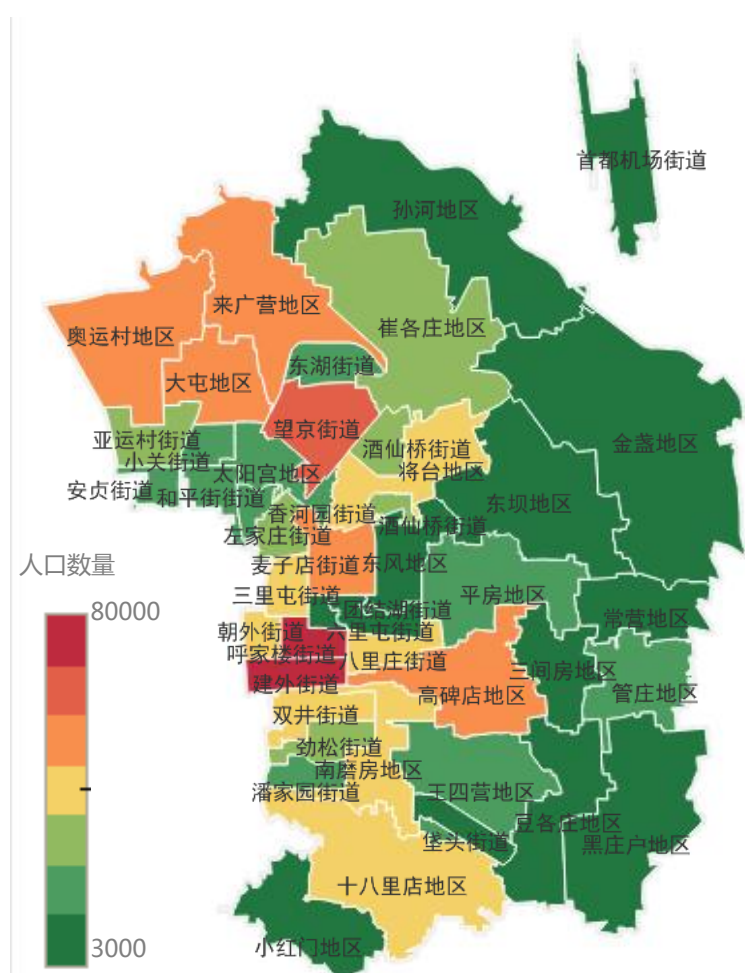 首都机场街道
孙河地区
来广营地区
崔各庄地区
奥运村地区
东湖街道
大屯地区
望京街道
亚运村街道
酒仙桥街道
金盏地区
小关街道
太阳宫地区
将台地区
安贞街道
和平街街道
东坝地区
香河园街道
酒仙桥街道
左家庄街道
麦子店街道
东风地区
人口数量
三里屯街道
平房地区
80000
团结湖街道
常营地区
朝外街道
六里屯街道
呼家楼街道
八里庄街道
三间房地区
建外街道
高碑店地区
管庄地区
双井街道
劲松街道
南磨房地区
潘家园街道
王四营地区
豆各庄地区
垡头街道
黑庄户地区
十八里店地区
小红门地区
3000